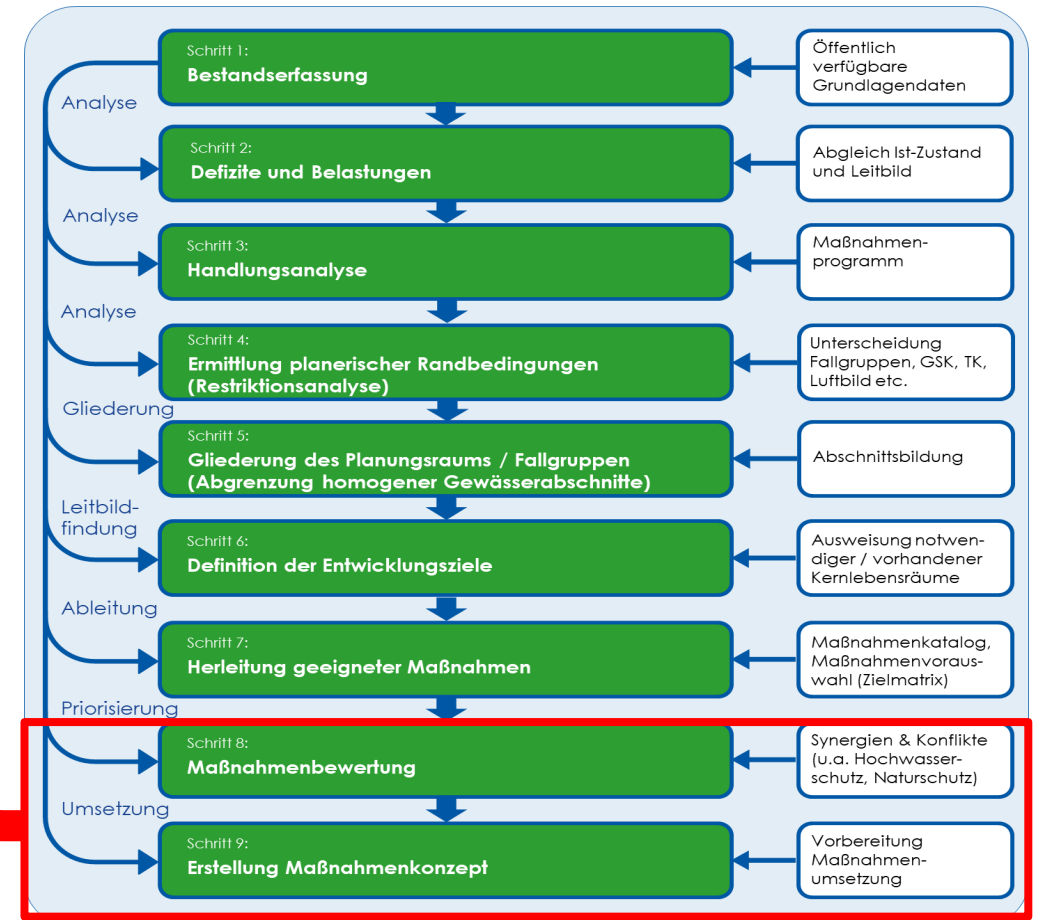 Schritt 1:
Bestandserfassung
Öffentlich
verfügbare
Grundlagendaten
Analyse
Schritt 2:
Defizite und Belastungen
Abgleich Ist-Zustand
und Leitbild
Analyse
Schritt 3:
Handlungsanalyse
Maßnahmen-
programm
Analyse
Schritt 4:
Ermittlung planerischer Randbedingungen
(Restriktionsanalyse)
Unterscheidung
Fallgruppen, GSK, TK,
Luftbild etc.
Gliederung
Schritt 5:
Gliederung des Planungsraums / Fallgruppen
(Abgrenzung homogener Gewässerabschnitte)
Abschnittsbildung
Leitbild-
findung
Schritt 6:
Definition der Entwicklungsziele
Ausweisung notwen-
diger / vorhandener
Kernlebensräume
Ableitung
Schritt 7:
Herleitung geeigneter Maßnahmen
Maßnahmenkatalog,
Maßnahmenvoraus-
wahl (Zielmatrix)
Priorisierung
Schritt 8:
Maßnahmenbewertung
Synergien & Konflikte
(u.a. Hochwasser-
schutz, Naturschutz)
Umsetzung
Schritt 9:
Erstellung Maßnahmenkonzept
Vorbereitung
Maßnahmen-
umsetzung